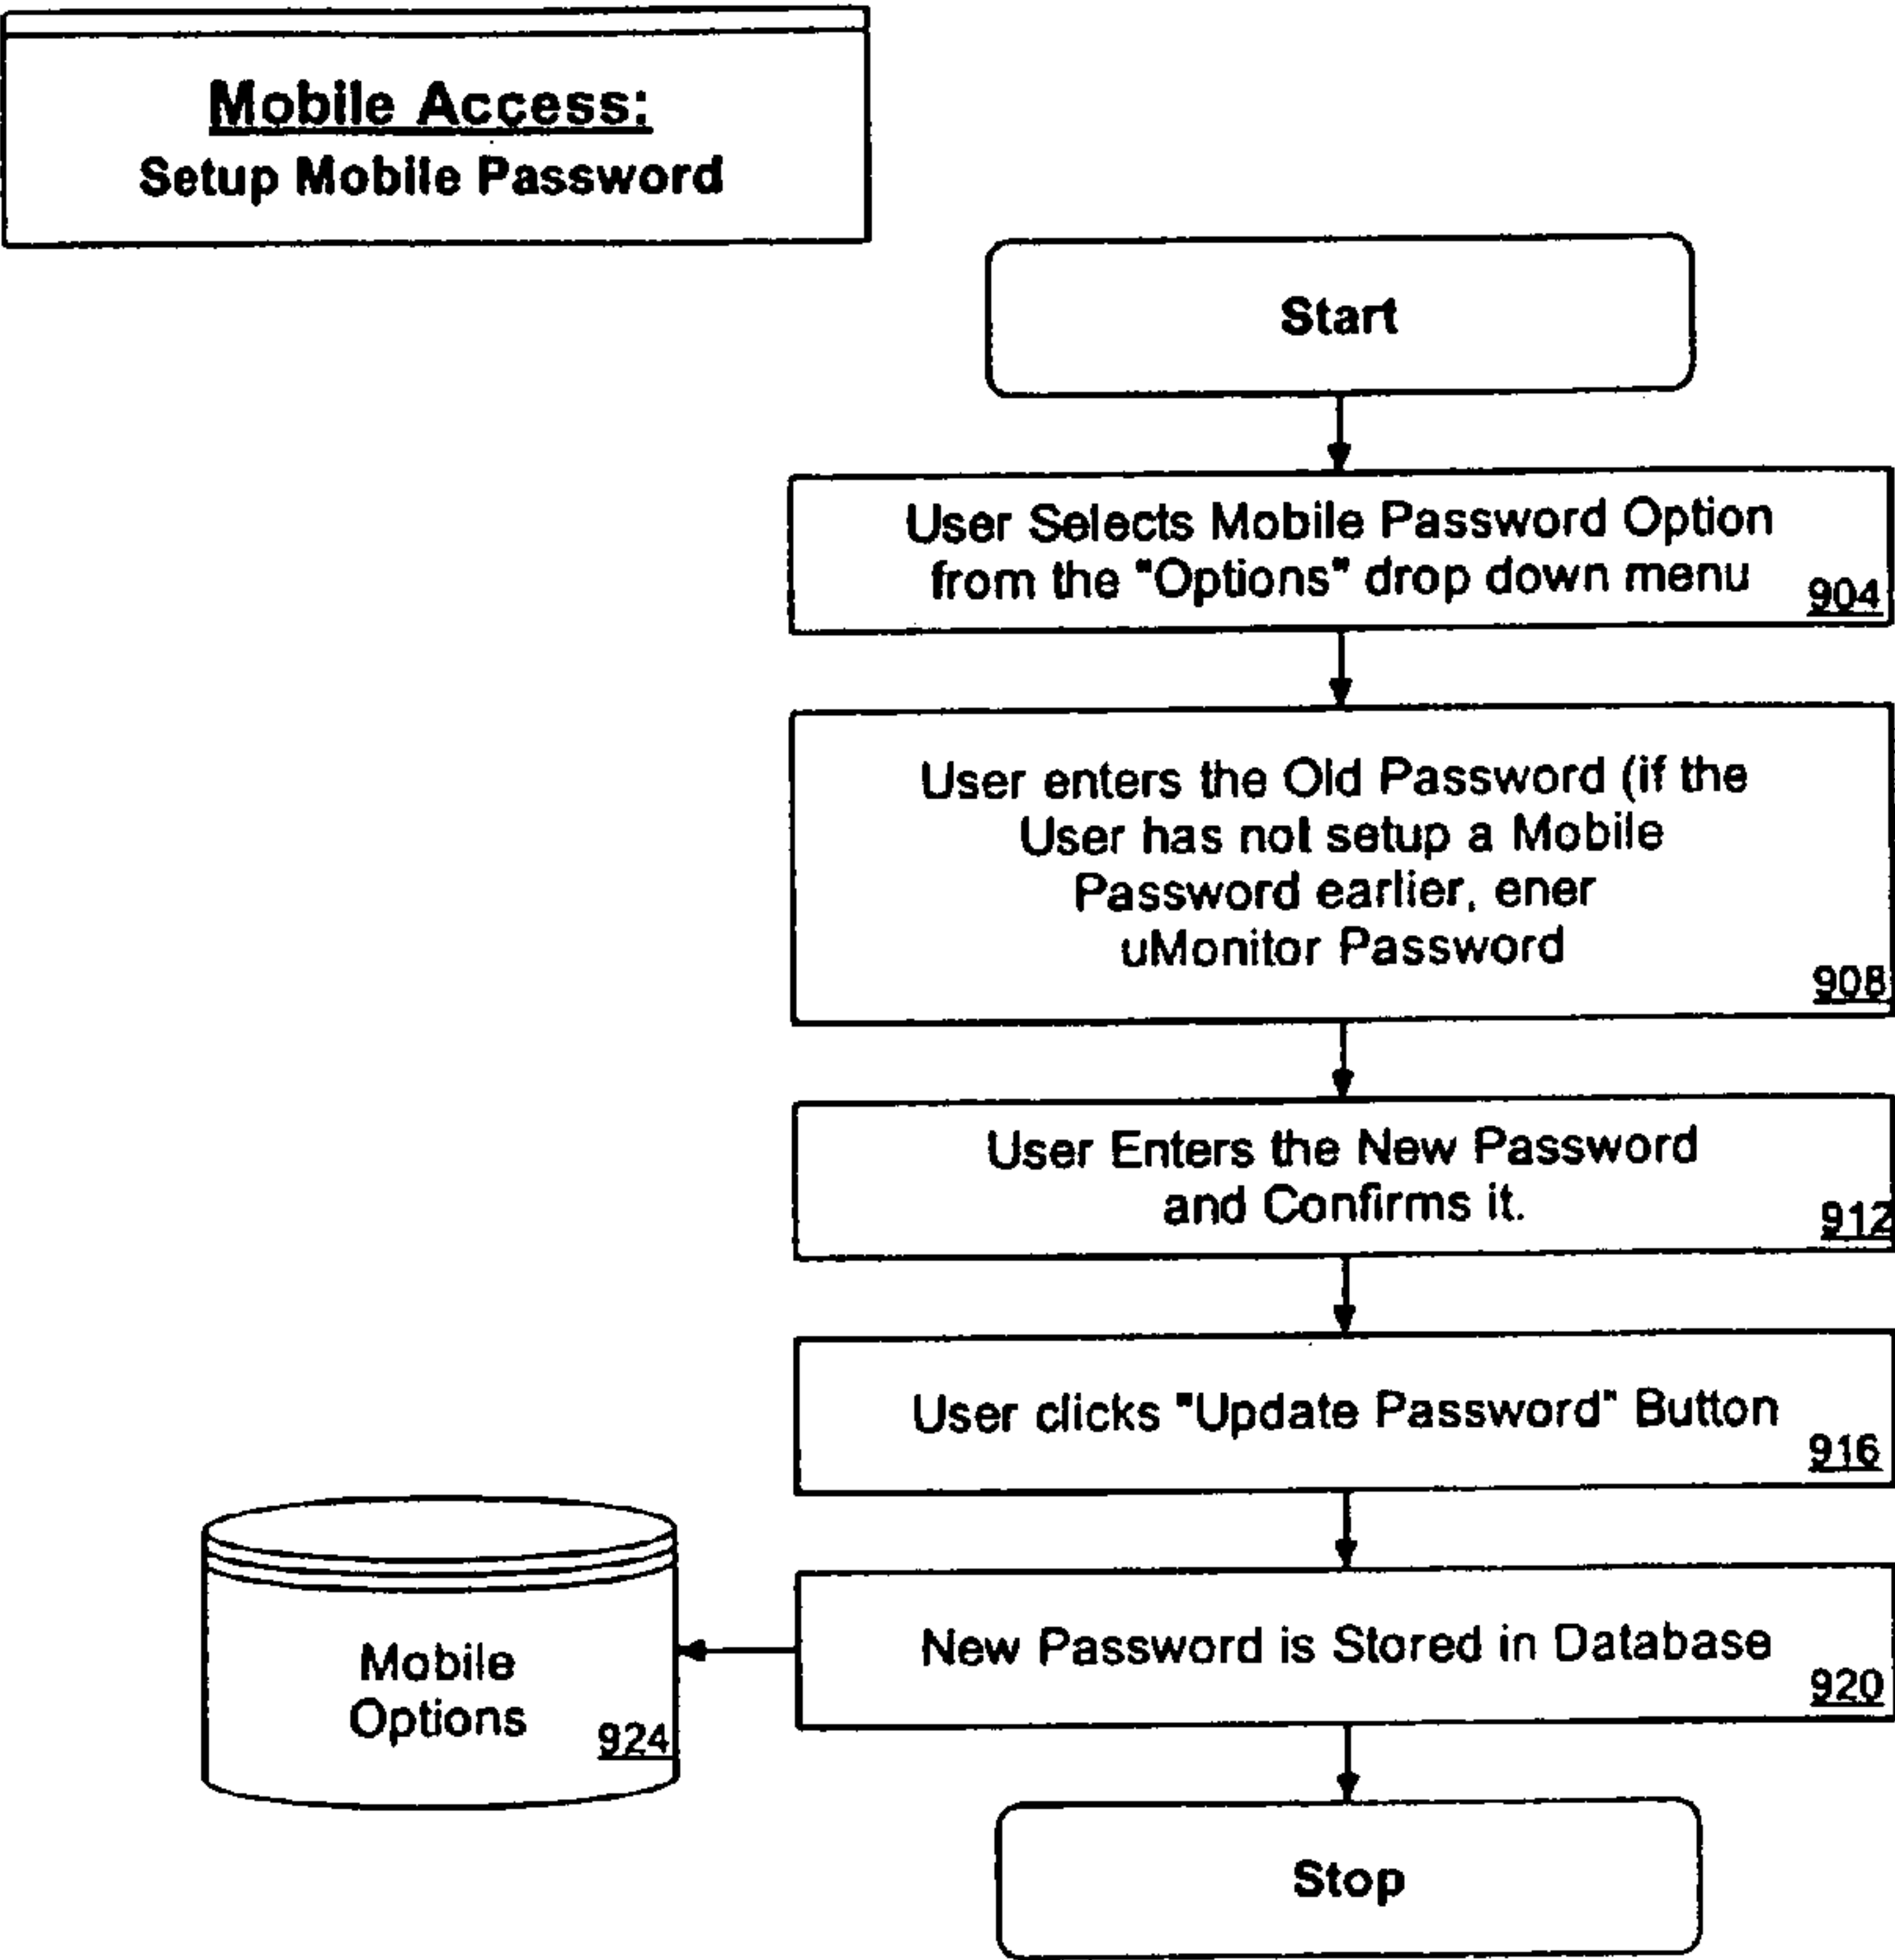 Mobile Access:
Setup Mobile Password
Start
User Selects Mobile Password Option
from the "Options" drop down menu
904
User enters the Old Password (if the
User has not setup a Mobile
Password earlier, ener
uMonitor Password
908
User Enters the New Password
and Confirms it.
912
User clicks "Update Password" Button
916
New Password is Stored in Database
920
Mobile
Options
924
Stop